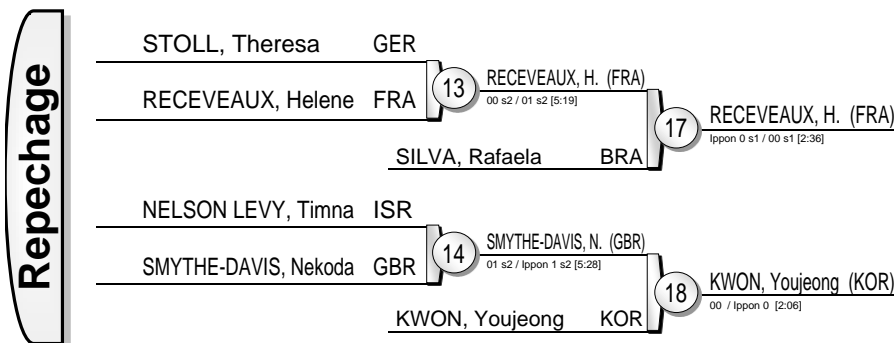 Repechage
STOLL, Theresa GER
RECEVEAUX, Helene FRA
13
RECEVEAUX, H. (FRA)
00 s2 / 01 s2 [5:19]
SILVA, Rafaela BRA
17
RECEVEAUX, H. (FRA)
Ippon 0 s1 / 00 s1 [2:36]
NELSON LEVY, Timna ISR
SMYTHE-DAVIS, Nekoda GBR
14
SMYTHE-DAVIS, N. (GBR)
01 s2 / Ippon 1 s2 [5:28]
KWON, Youjeong KOR
18
KWON, Youjeong (KOR)
00 / Ippon 0 [2:06]